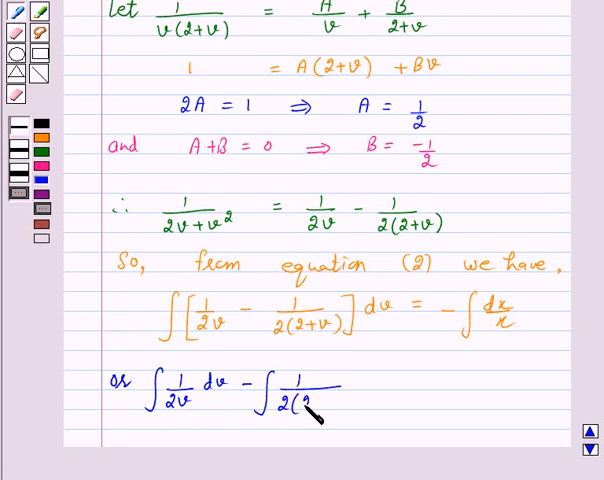 let 1/v(2+v) = A/v + B/2+v
1 = A(2+v) + Bv
2A = 1 ⇒ A = 1/2
and A+B = 0 ⇒ B = -1/2
∴ 1/2v+v² = 1/2v - 1/2(2+v)
So, from equation (2) we have,
∫[1/2v - 1/2(2+v)] dv = -∫dx/x
or ∫1/2v dv - ∫1/2(2